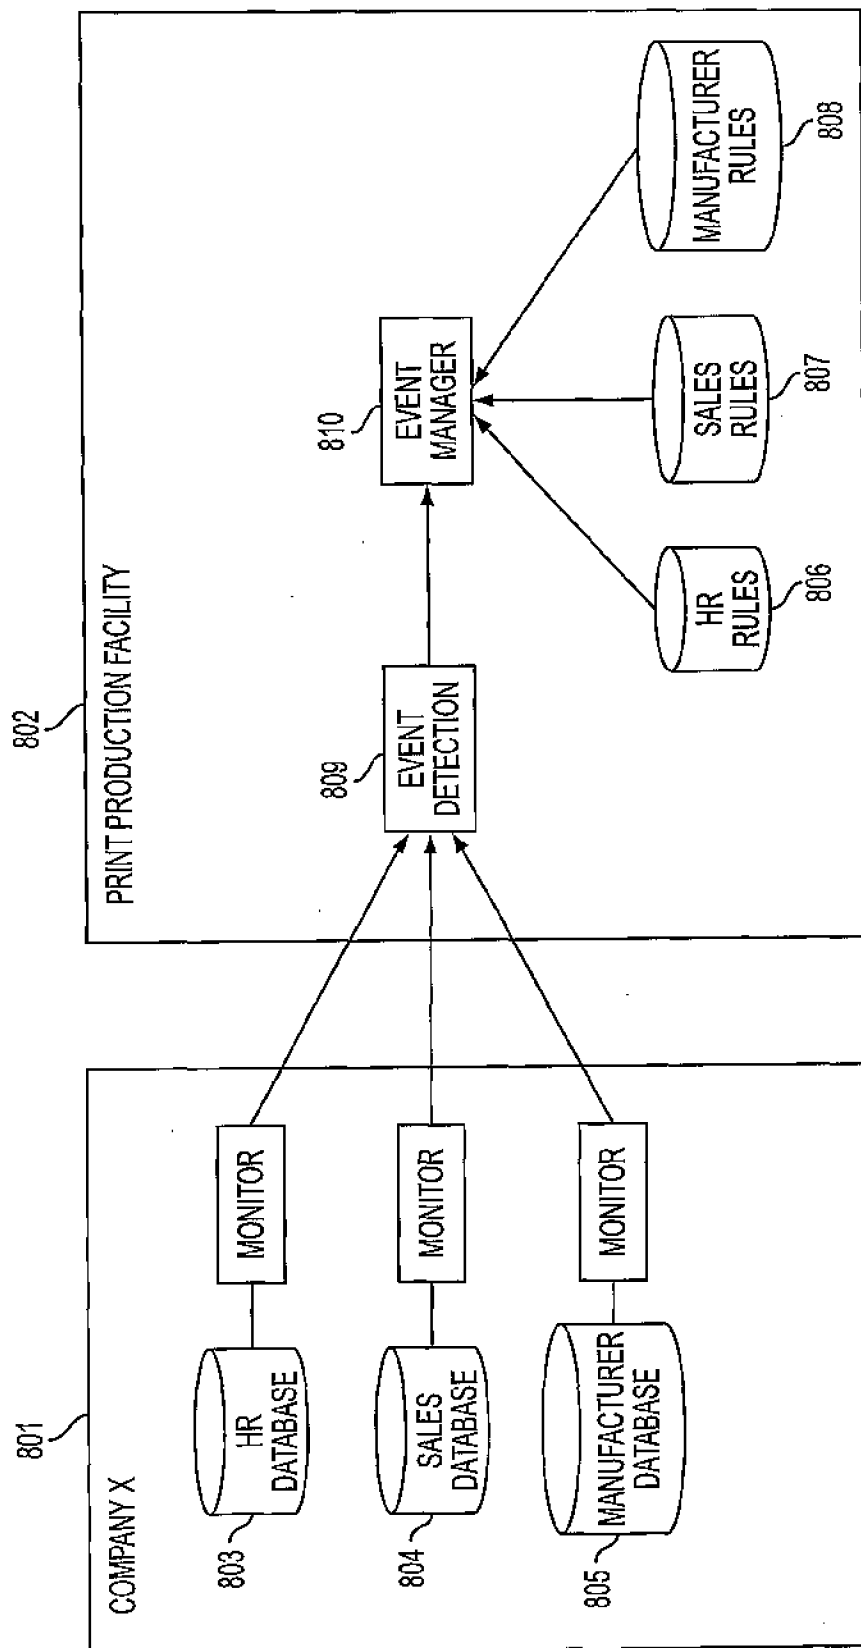 801
COMPANY X
803
HR
DATABASE
MONITOR
804
SALES
DATABASE
MONITOR
805
MANUFACTURER
DATABASE
MONITOR
802
PRINT PRODUCTION FACILITY
809
EVENT
DETECTION
810
EVENT
MANAGER
806
HR
RULES
807
SALES
RULES
808
MANUFACTURER
RULES